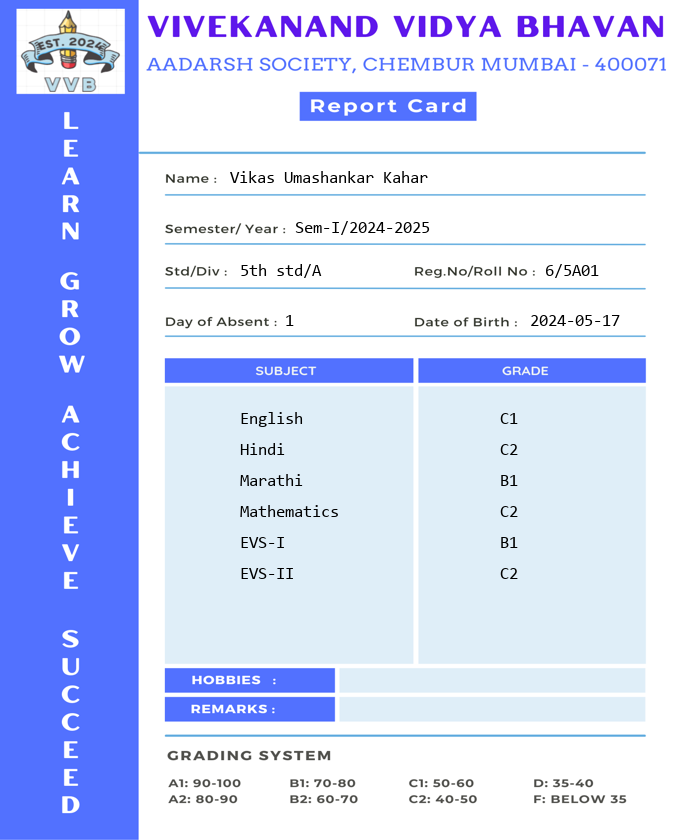 EST. 2024
VVB
LEARN GROW ACHIEVE SUCCEED
VIVEKANAND VIDYA BHAVAN
AADARSH SOCIETY, CHEMBUR MUMBAI - 400071
Report Card
Name : Vikas Umashankar Kahar
Semester/ Year : Sem-I/2024-2025
Std/Div : 5th std/A Reg.No/Roll No : 6/5A01
Day of Absent : 1 Date of Birth : 2024-05-17
SUBJECT GRADE
English C1
Hindi C2
Marathi B1
Mathematics C2
EVS-I B1
EVS-II C2
HOBBIES :
REMARKS :
GRADING SYSTEM
A1: 90-100 B1: 70-80 C1: 50-60 D: 35-40
A2: 80-90 B2: 60-70 C2: 40-50 F: BELOW 35